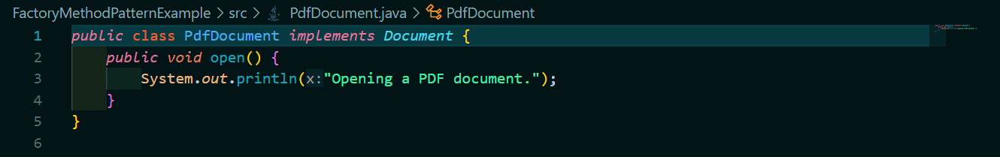 FactoryMethodPatternExample > src > PdfDocument.java > PdfDocument
1 public class PdfDocument implements Document {
2     public void open() {
3         System.out.println(x:"Opening a PDF document.");
4     }
5 }
6